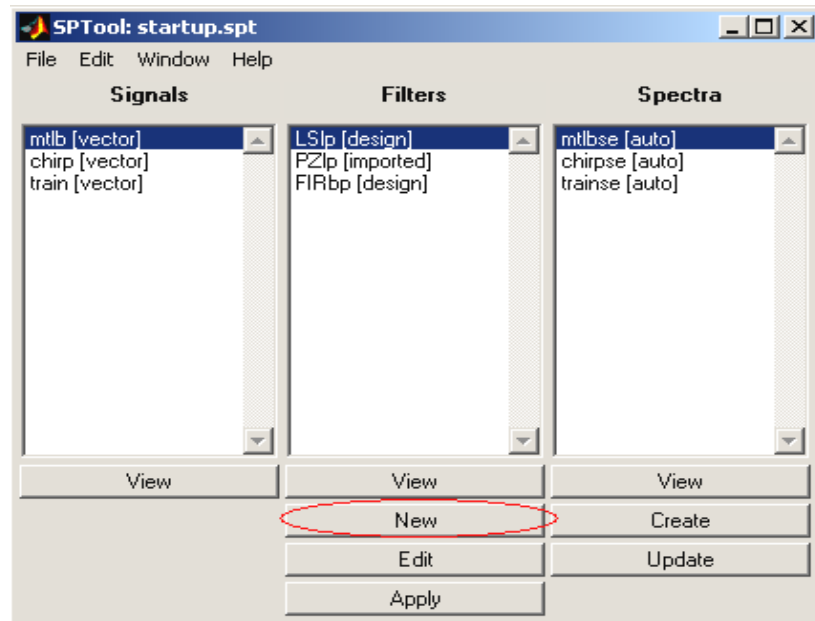 SPTool: startup.spt
File Edit Window Help
Signals Filters Spectra
mtlb [vector]
chirp [vector]
train [vector]
LSlp [design]
PZlp [imported]
FIRbp [design]
mtlbse [auto]
chirpse [auto]
trainse [auto]
View View View
New Create
Edit Update
Apply